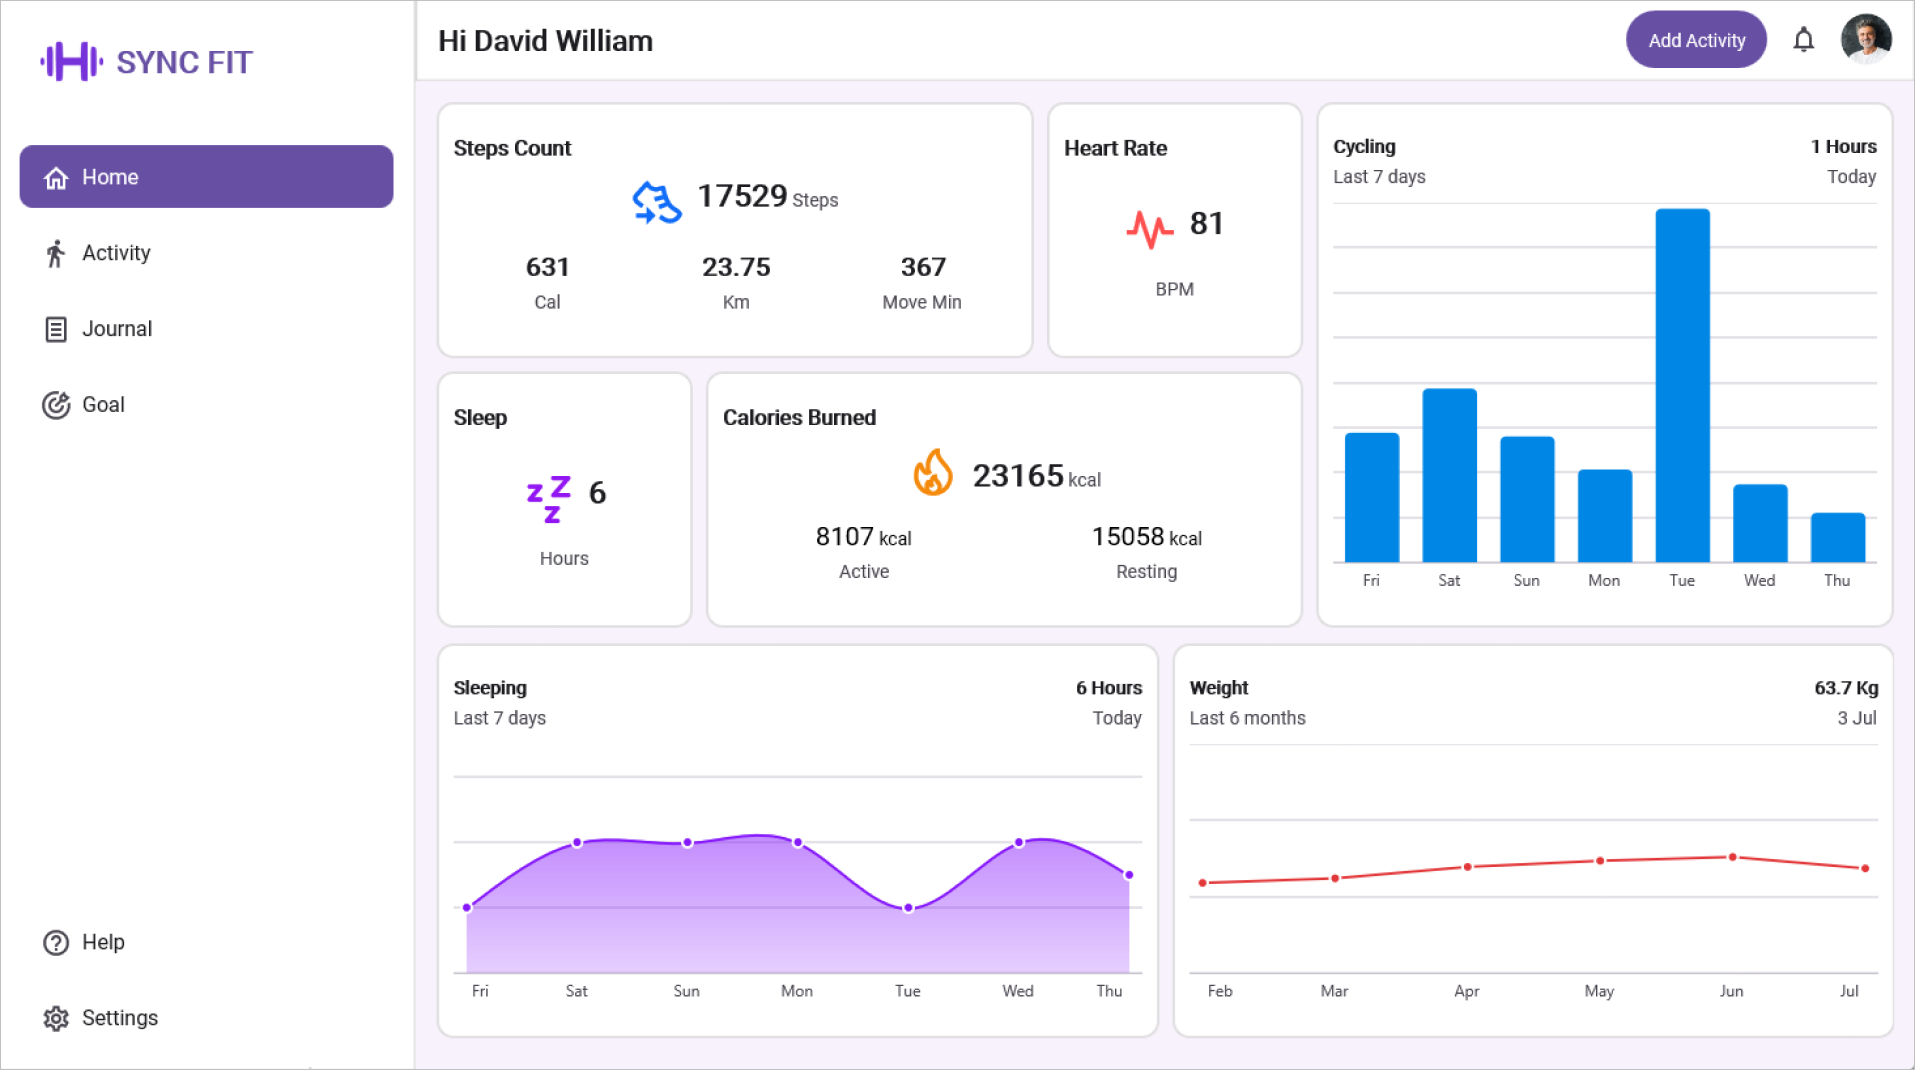 SYNC FIT
Home
Activity
Journal
Goal
Help
Settings
Hi David William
Add Activity
Steps Count
17529 Steps
631
Cal
23.75
Km
367
Move Min
Heart Rate
81
BPM
Cycling
Last 7 days
1 Hours
Today
Fri Sat Sun Mon Tue Wed Thu
Sleep
z Z z
6
Hours
Calories Burned
23165 kcal
8107 kcal
Active
15058 kcal
Resting
Sleeping
Last 7 days
6 Hours
Today
Fri Sat Sun Mon Tue Wed Thu
Weight
Last 6 months
63.7 Kg
3 Jul
Feb Mar Apr May Jun Jul